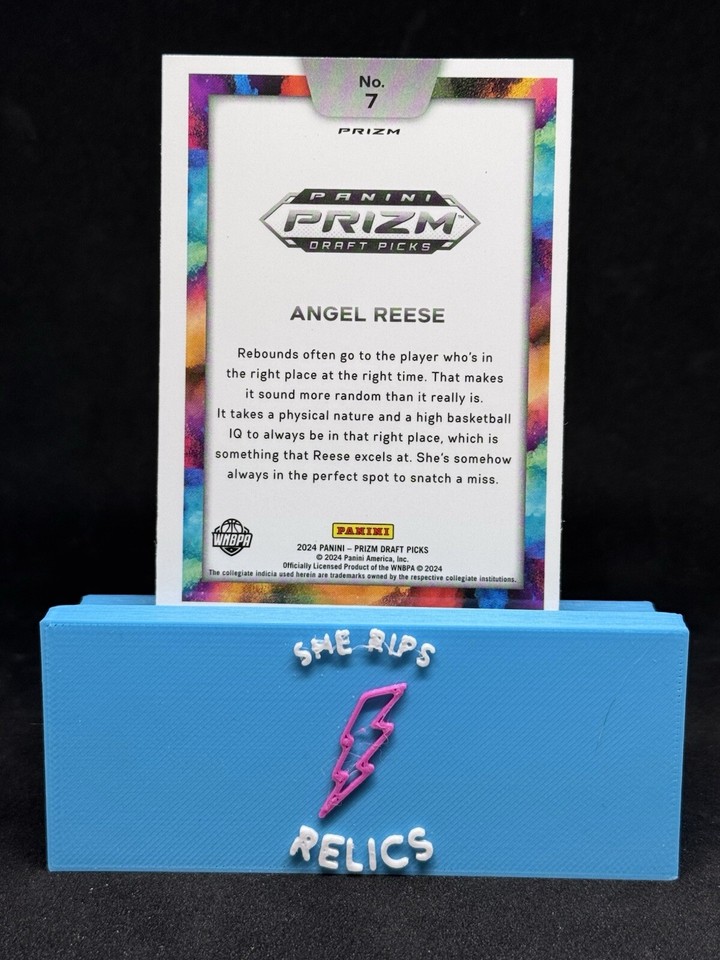 No.
7
PRIZM
PANINI
PRIZM™
DRAFT PICKS
ANGEL REESE
Rebounds often go to the player who's in
the right place at the right time. That makes
it sound more random than it really is.
It takes a physical nature and a high basketball
IQ to always be in that right place, which is
something that Reese excels at. She's somehow
always in the perfect spot to snatch a miss.
WNBPA
PANINI
2024 PANINI – PRIZM DRAFT PICKS
© 2024 Panini America, Inc.
Officially Licensed Product of the WNBPA © 2024
The collegiate indicia used herein are trademarks owned by the respective collegiate institutions.
SHE RIPS
RELICS